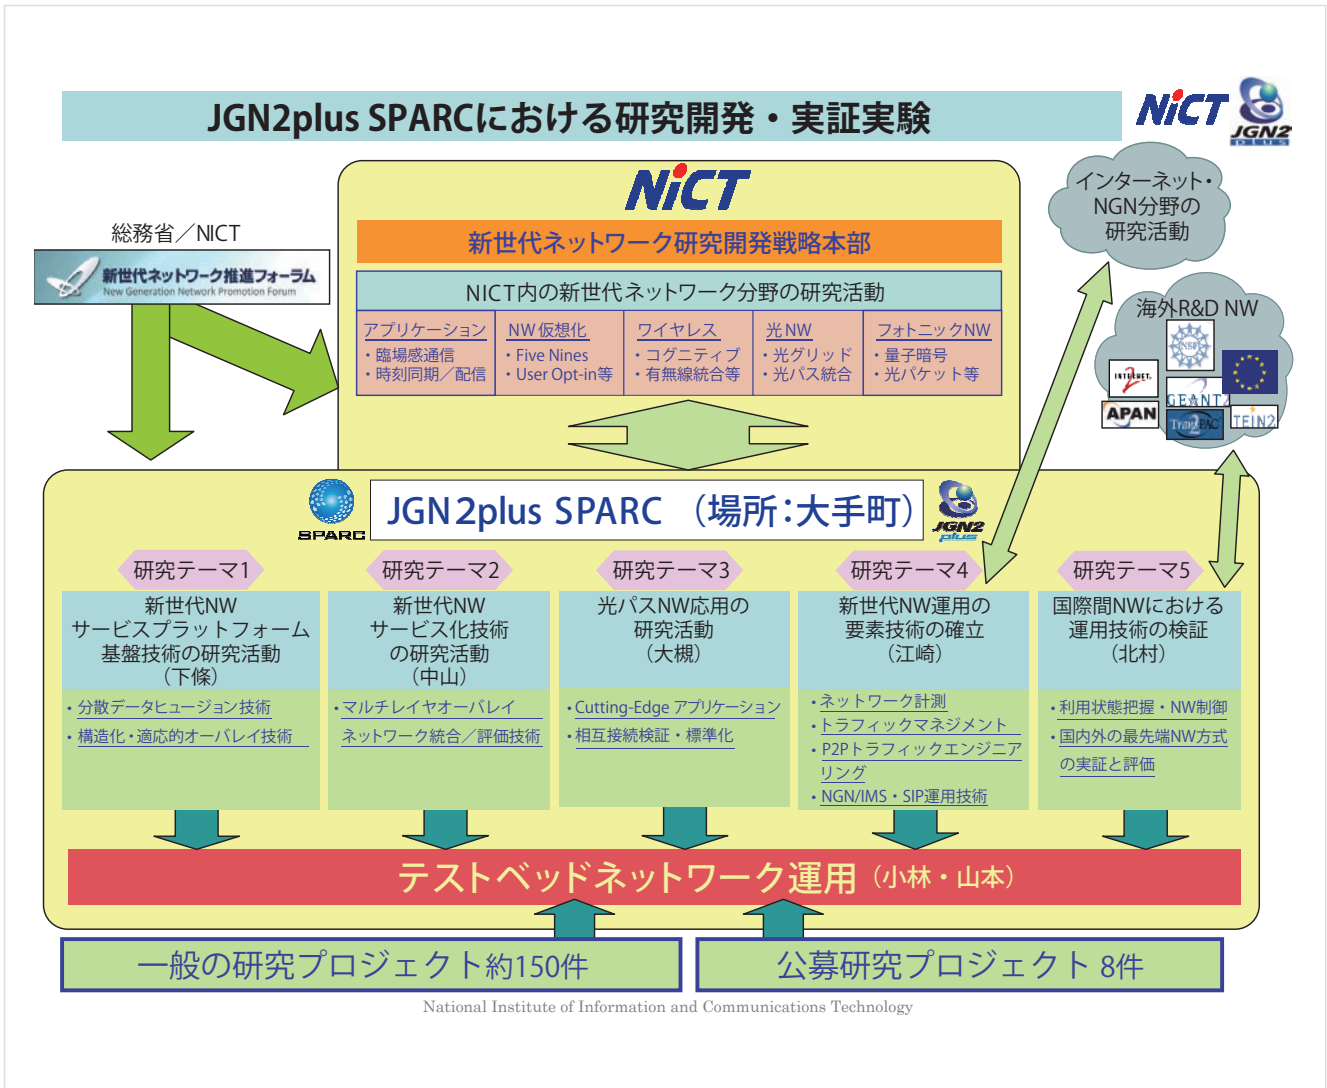 JGN2plus SPARCにおける研究開発・実証実験
NiCT
JGN2
plus
NiCT
新世代ネットワーク研究開発戦略本部
NICT内の新世代ネットワーク分野の研究活動
アプリケーション
・臨場感通信
・時刻同期／配信
NW 仮想化
・Five Nines
・User Opt-in等
ワイヤレス
・コグニティブ
・有無線統合等
光 NW
・光グリッド
・光パス統合
フォトニックNW
・量子暗号
・光パケット等
総務省／NICT
新世代ネットワーク推進フォーラム
New Generation Network Promotion Forum
インターネット・
NGN分野の
研究活動
海外R&D NW
NSF
INTERNET
2
GEANT2
APAN
TransPAC
2
TEIN2
SPARC
JGN2plus SPARC （場所：大手町）
JGN2
plus
研究テーマ1
新世代NW
サービスプラットフォーム
基盤技術の研究活動
（下條）
・分散データヒュージョン技術
・構造化・適応的オーバレイ技術
研究テーマ2
新世代NW
サービス化技術
の研究活動
（中山）
・マルチレイヤオーバレイ
ネットワーク統合／評価技術
研究テーマ3
光パスNW応用の
研究活動
（大槻）
・Cutting-Edge アプリケーション
・相互接続検証・標準化
研究テーマ4
新世代NW運用の
要素技術の確立
（江崎）
・ネットワーク計測
・トラフィックマネジメント
・P2Pトラフィックエンジニア
リング
・NGN/IMS・SIP運用技術
研究テーマ5
国際間NWにおける
運用技術の検証
（北村）
・利用状態把握・NW制御
・国内外の最先端NW方式
の実証と評価
テストベッドネットワーク運用（小林・山本）
一般の研究プロジェクト約150件
公募研究プロジェクト 8件
National Institute of Information and Communications Technology